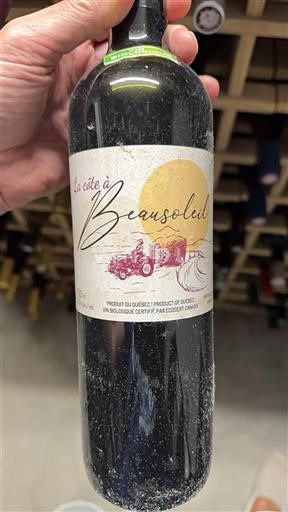 La côte à
Beausoleil
PRODUIT DU QUÉBEC | PRODUCT OF QUEBEC
VIN BIOLOGIQUE CERTIFIÉ PAR ECOCERT CANADA